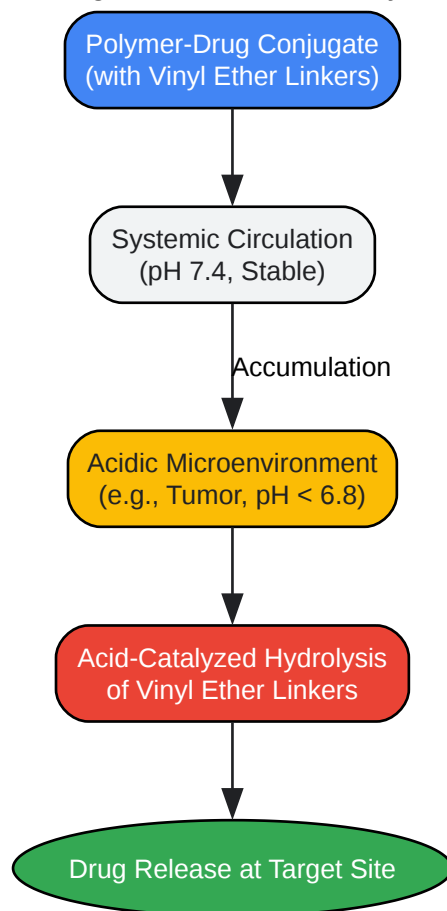 Polymer-Drug Conjugate
(with Vinyl Ether Linkers)
Systemic Circulation
(pH 7.4, Stable)
Accumulation
Acidic Microenvironment
(e.g., Tumor, pH < 6.8)
Acid-Catalyzed Hydrolysis
of Vinyl Ether Linkers
Drug Release at Target Site